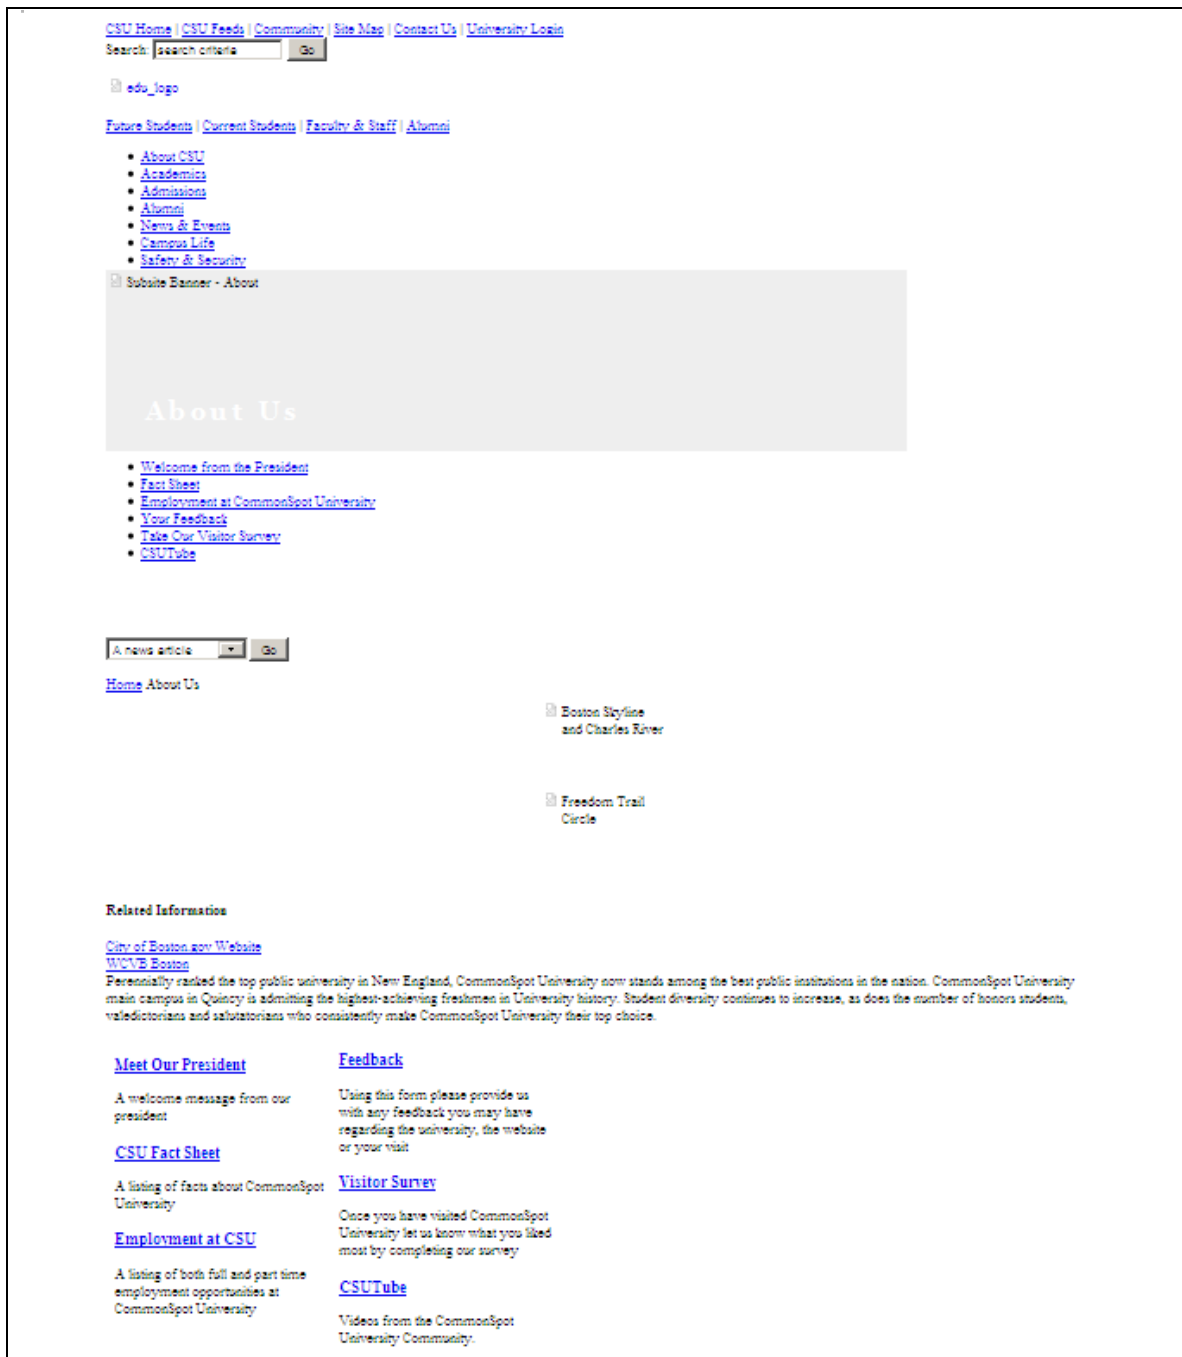 CSU Home | CSU Feeds | Community | Site Map | Contact Us | University Login
Search: search criteria Go
edu_logo
Future Students | Current Students | Faculty & Staff | Alumni
About CSU
Academics
Admissions
Alumni
News & Events
Campus Life
Safety & Security
Subsite Banner - About
About Us
Welcome from the President
Fact Sheet
Employment at CommonSpot University
Your Feedback
Take Our Visitor Survey
CSUTube
A news article Go
Home About Us
Boston Skyline
and Charles River
Freedom Trail
Circle
Related Information
City of Boston.gov Website
WCVB Boston
Perennially ranked the top public university in New England, CommonSpot University now stands among the best public institutions in the nation. CommonSpot University
main campus in Quincy is admitting the highest-achieving freshmen in University history. Student diversity continues to increase, as does the number of honors students,
valedictorians and salutatorians who consistently make CommonSpot University their top choice.
Meet Our President
A welcome message from our
president
CSU Fact Sheet
A listing of facts about CommonSpot
University
Employment at CSU
A listing of both full and part time
employment opportunities at
CommonSpot University
Feedback
Using this form please provide us
with any feedback you may have
regarding the university, the website
or your visit
Visitor Survey
Once you have visited CommonSpot
University let us know what you liked
most by completing our survey
CSUTube
Videos from the CommonSpot
University Community.